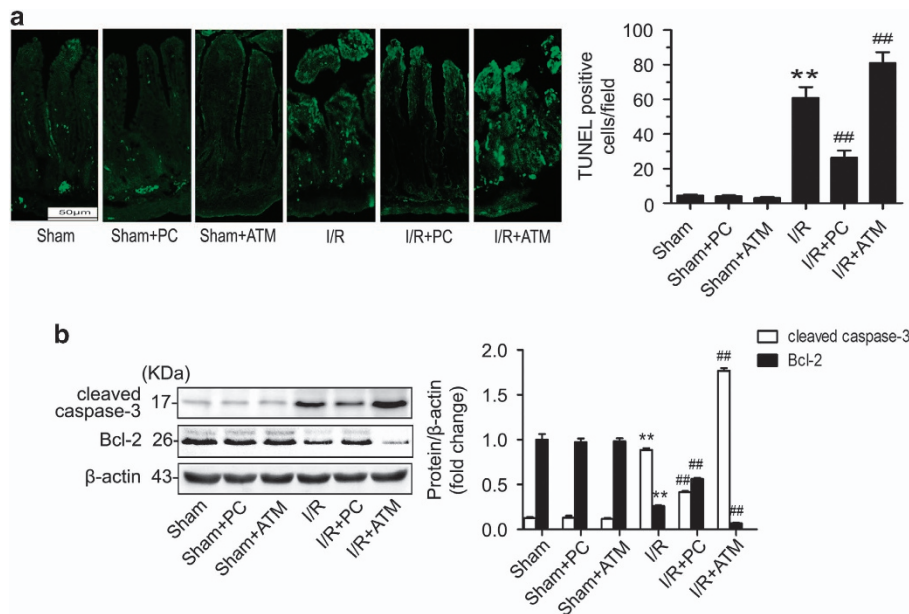 a
50μm
Sham
Sham+PC
Sham+ATM
I/R
I/R+PC
I/R+ATM
TUNEL positive
cells/field
100
80
60
40
20
0
**
##
##
Sham
Sham+PC
Sham+ATM
I/R
I/R+PC
I/R+ATM
b
(KDa)
cleaved
caspase-3
17
Bcl-2
26
β-actin
43
Sham
Sham+PC
Sham+ATM
I/R
I/R+PC
I/R+ATM
cleaved caspase-3
Bcl-2
Protein/β-actin
(fold change)
2.0
1.5
1.0
0.5
0.0
**
**
##
##
##
##
Sham
Sham+PC
Sham+ATM
I/R
I/R+PC
I/R+ATM